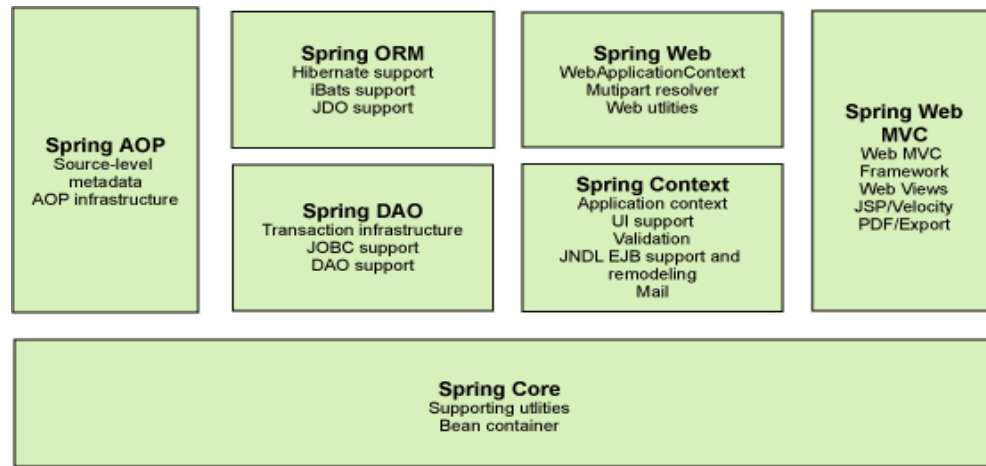 Spring AOP
Source-level
metadata
AOP infrastructure
Spring ORM
Hibernate support
iBats support
JDO support
Spring DAO
Transaction infrastructure
JOBC support
DAO support
Spring Web
WebApplicationContext
Mutipart resolver
Web utlities
Spring Context
Application context
UI support
Validation
JNDL EJB support and
remodeling
Mail
Spring Web
MVC
Web MVC
Framework
Web Views
JSP/Velocity
PDF/Export
Spring Core
Supporting utlities
Bean container